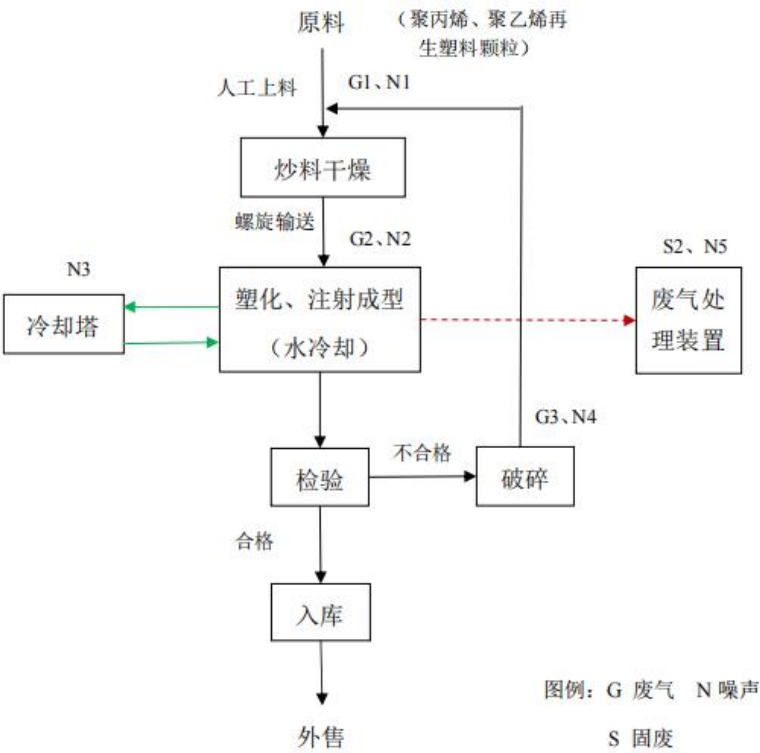 原料
（聚丙烯、聚乙烯再
生塑料颗粒）
人工上料
G1、N1
炒料干燥
螺旋输送
G2、N2
N3
冷却塔
塑化、注射成型
（水冷却）
S2、N5
废气处
理装置
G3、N4
检验
不合格
破碎
合格
入库
外售
图例：G 废气 N 噪声
S 固废